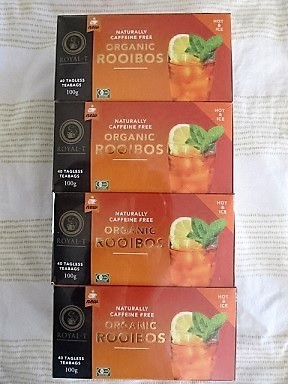 NATURALLY
CAFFEINE FREE
ORGANIC
ROOIBOS
HOT
&
ICE
ROYAL-T
40 TAGLESS
TEABAGS
100g
NATURALLY
CAFFEINE FREE
ORGANIC
ROOIBOS
HOT
&
ICE
ROYAL-T
40 TAGLESS
TEABAGS
100g
NATURALLY
CAFFEINE FREE
ORGANIC
ROOIBOS
HOT
& ICE
ROYAL-T
40 TAGLESS
TEABAGS
100g
NATURALLY
CAFFEINE FREE
ORGANIC
ROOIBOS
HOT
& ICE
ROYAL-T
40 TAGLESS
TEABAGS
100g